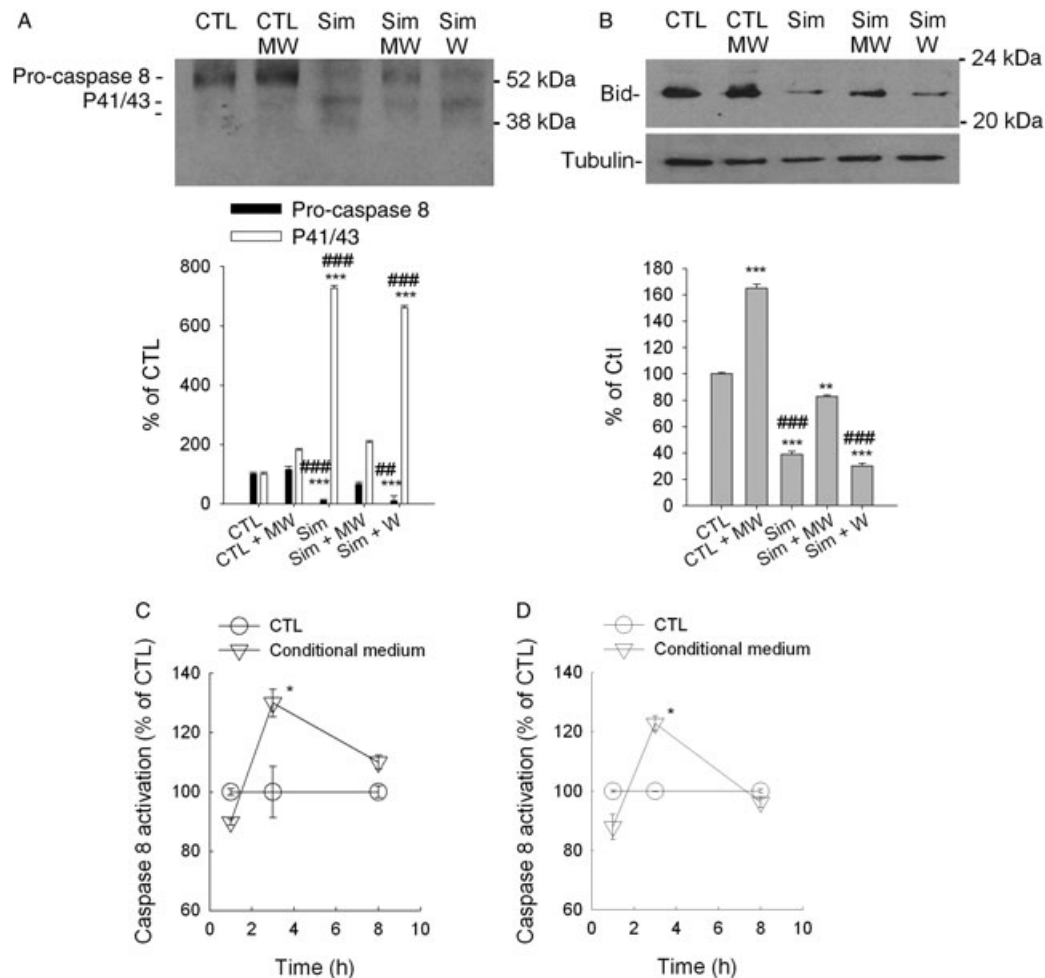 A
CTL CTL MW Sim Sim MW Sim W
Pro-caspase 8 -
P41/43 -
-
- 52 kDa
- 38 kDa
Pro-caspase 8
P41/43
% of CTL
800
600
400
200
0
###
***
###
***
###
***
##
***
CTL
CTL + MW
Sim
Sim + MW
Sim + W
B
CTL CTL MW Sim Sim MW Sim W
- 24 kDa
Bid-
- 20 kDa
Tubulin-
% of Ctl
180
160
140
120
100
80
60
40
20
0
***
###
***
**
###
***
CTL
CTL + MW
Sim
Sim + MW
Sim + W
C
CTL
Conditional medium
Caspase 8 activation (% of CTL)
140
120
100
80
60
*
0 2 4 6 8 10
Time (h)
D
CTL
Conditional medium
Caspase 8 activation (% of CTL)
140
120
100
80
60
*
0 2 4 6 8 10
Time (h)